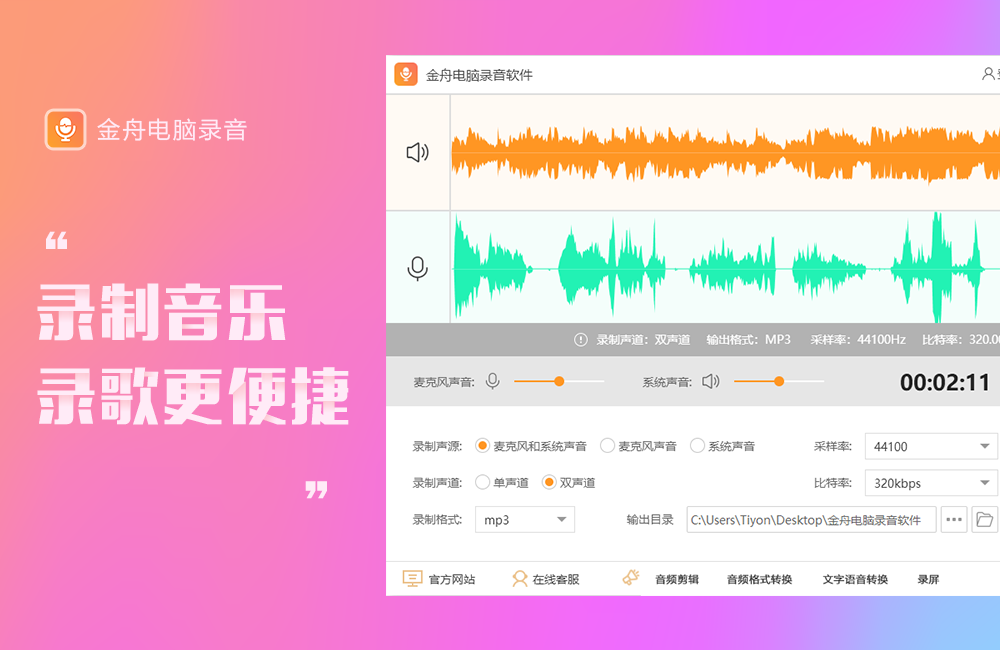 金舟电脑录音
“
录制音乐
录歌更便捷
”
金舟电脑录音软件
录制声道: 双声道 输出格式: MP3 采样率: 44100Hz 比特率: 320.0
麦克风声音: 系统声音: 00:02:11
录制声源: 麦克风和系统声音 麦克风声音 系统声音 采样率: 44100
录制声道: 单声道 双声道 比特率: 320kbps
录制格式: mp3 输出目录 C:\Users\Tiyon\Desktop\金舟电脑录音软件 •••
官方网站 在线客服 音频剪辑 音频格式转换 文字语音转换 录屏